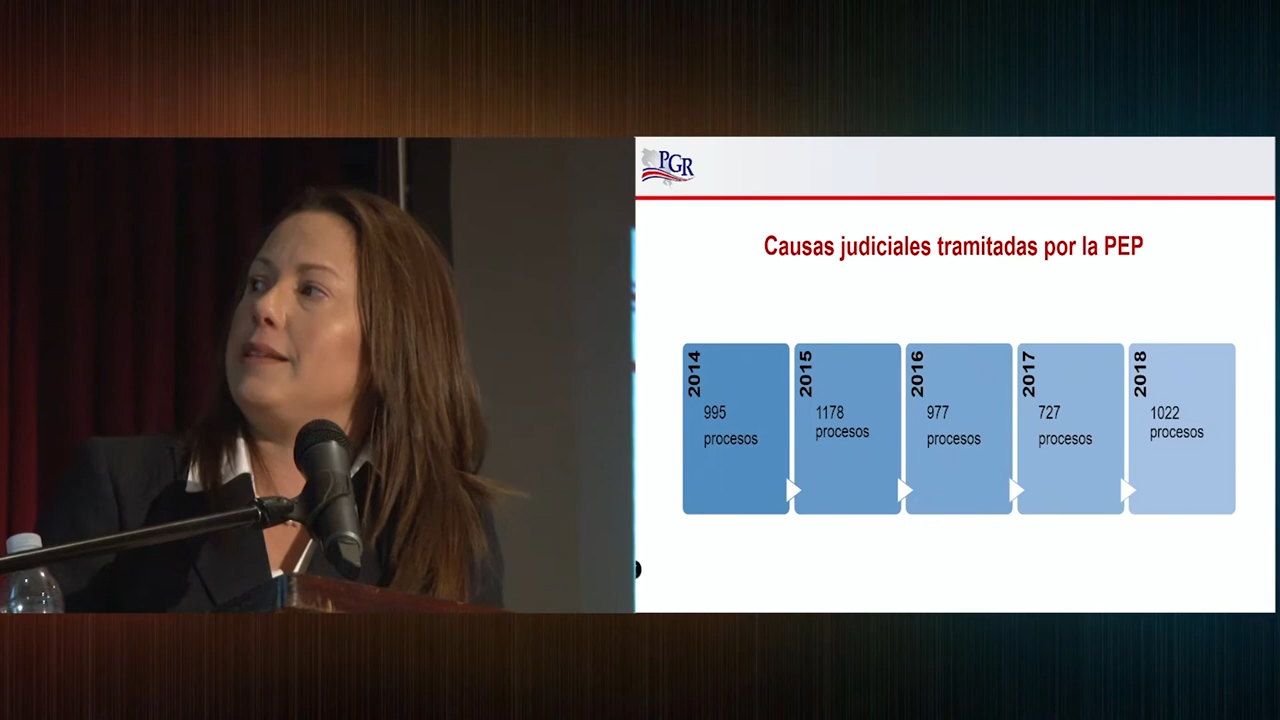 PGR
Causas judiciales tramitadas por la PEP
2014
995
procesos
2015
1178
procesos
2016
977
procesos
2017
727
procesos
2018
1022
procesos